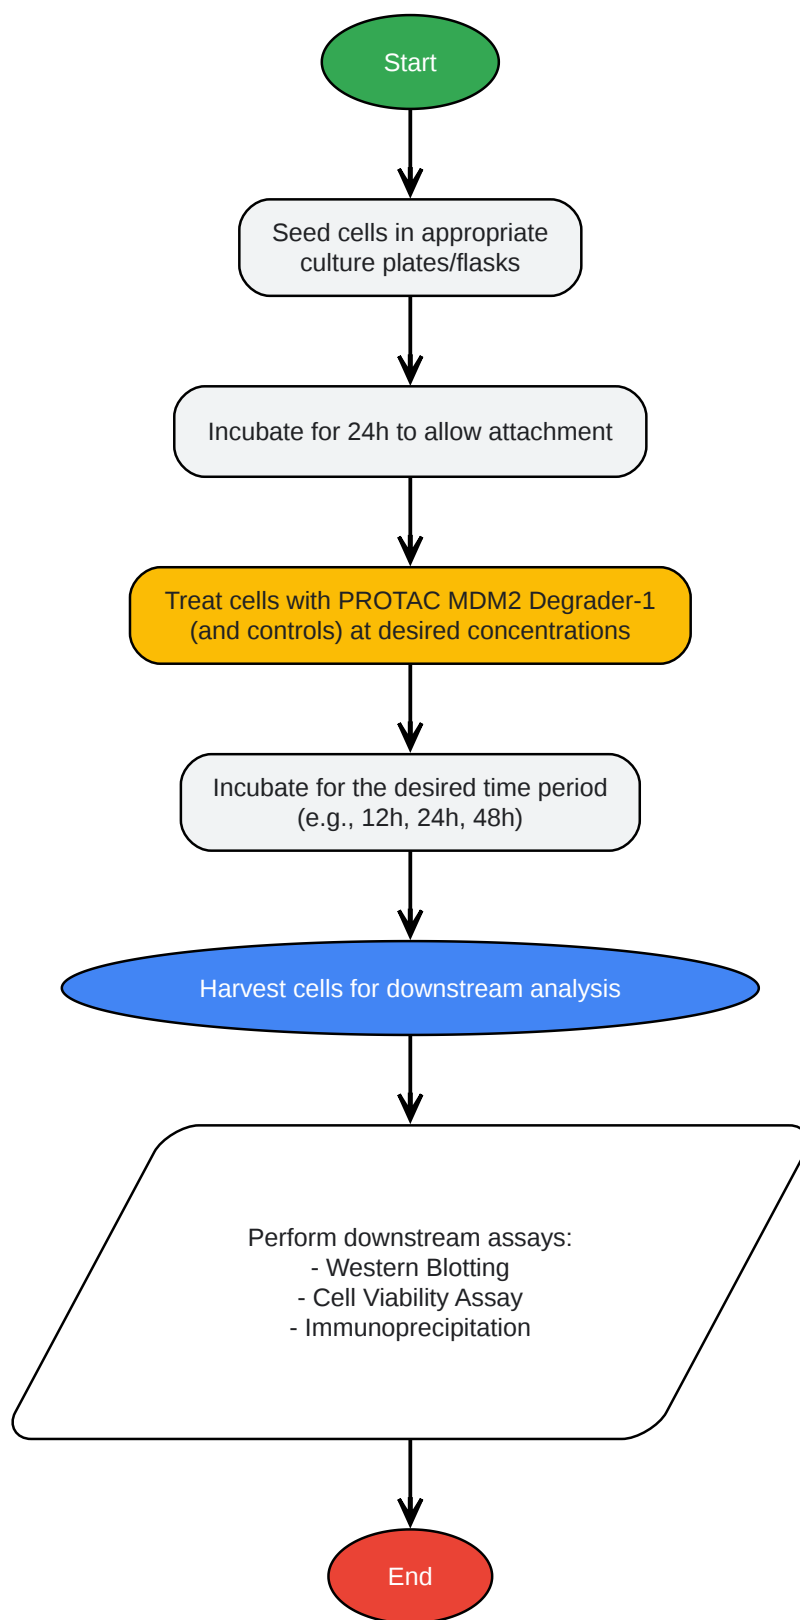 Start
Seed cells in appropriate
culture plates/flasks
Incubate for 24h to allow attachment
Treat cells with PROTAC MDM2 Degrader-1
(and controls) at desired concentrations
Incubate for the desired time period
(e.g., 12h, 24h, 48h)
Harvest cells for downstream analysis
Perform downstream assays:
- Western Blotting
- Cell Viability Assay
- Immunoprecipitation
End